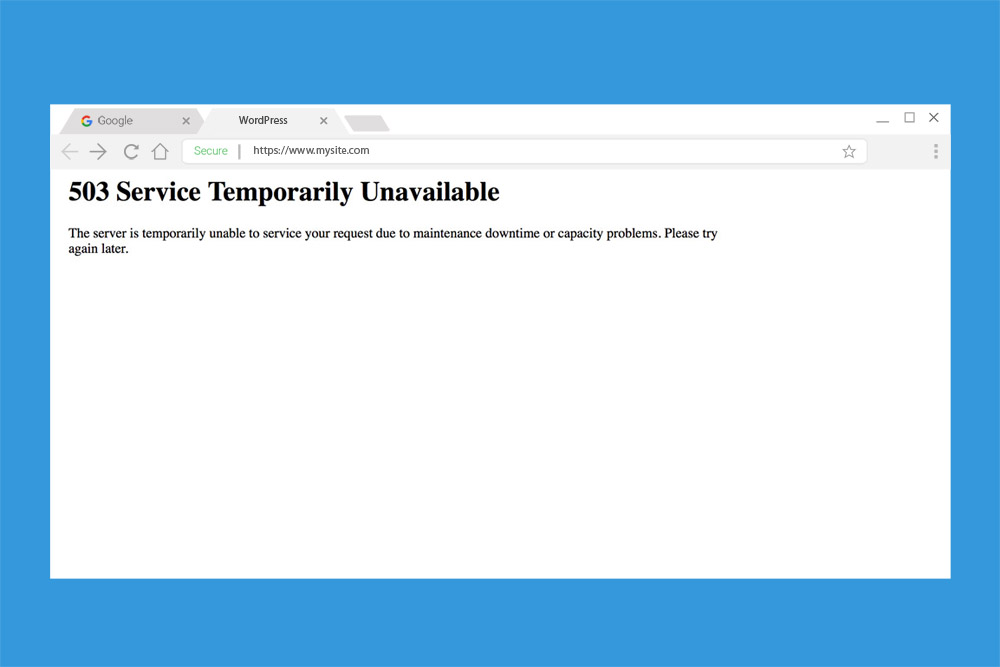 Google
WordPress
Secure
https://www.mysite.com
503 Service Temporarily Unavailable
The server is temporarily unable to service your request due to maintenance downtime or capacity problems. Please try
again later.